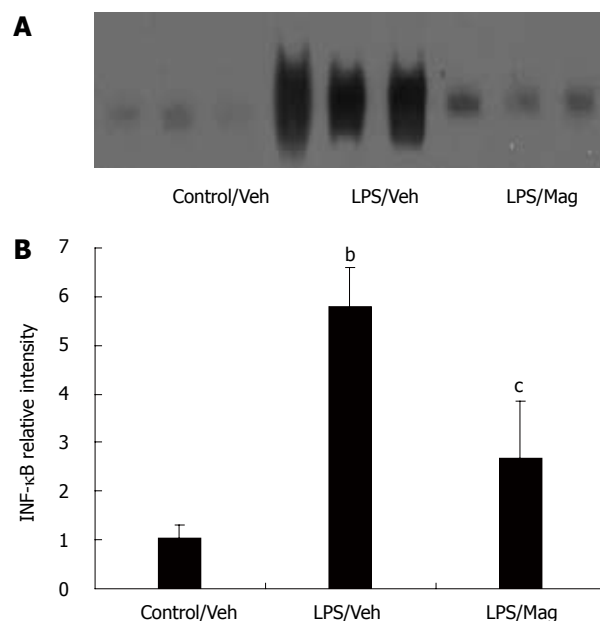 A
Control/Veh LPS/Veh LPS/Mag
B
INF-κB relative intensity
7
6
5
4
3
2
1
0
b
c
Control/Veh LPS/Veh LPS/Mag